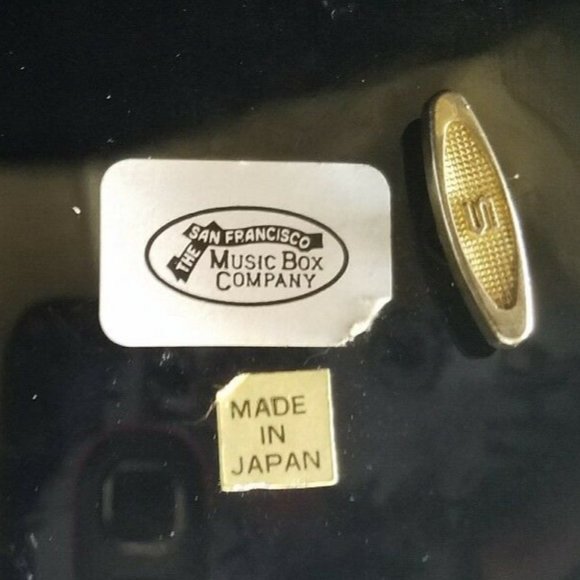 THE
SAN FRANCISCO
MUSIC BOX
COMPANY
S
MADE
IN
JAPAN